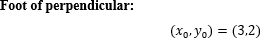 Foot of perpendicular:
(x₀, y₀) = (3,2)